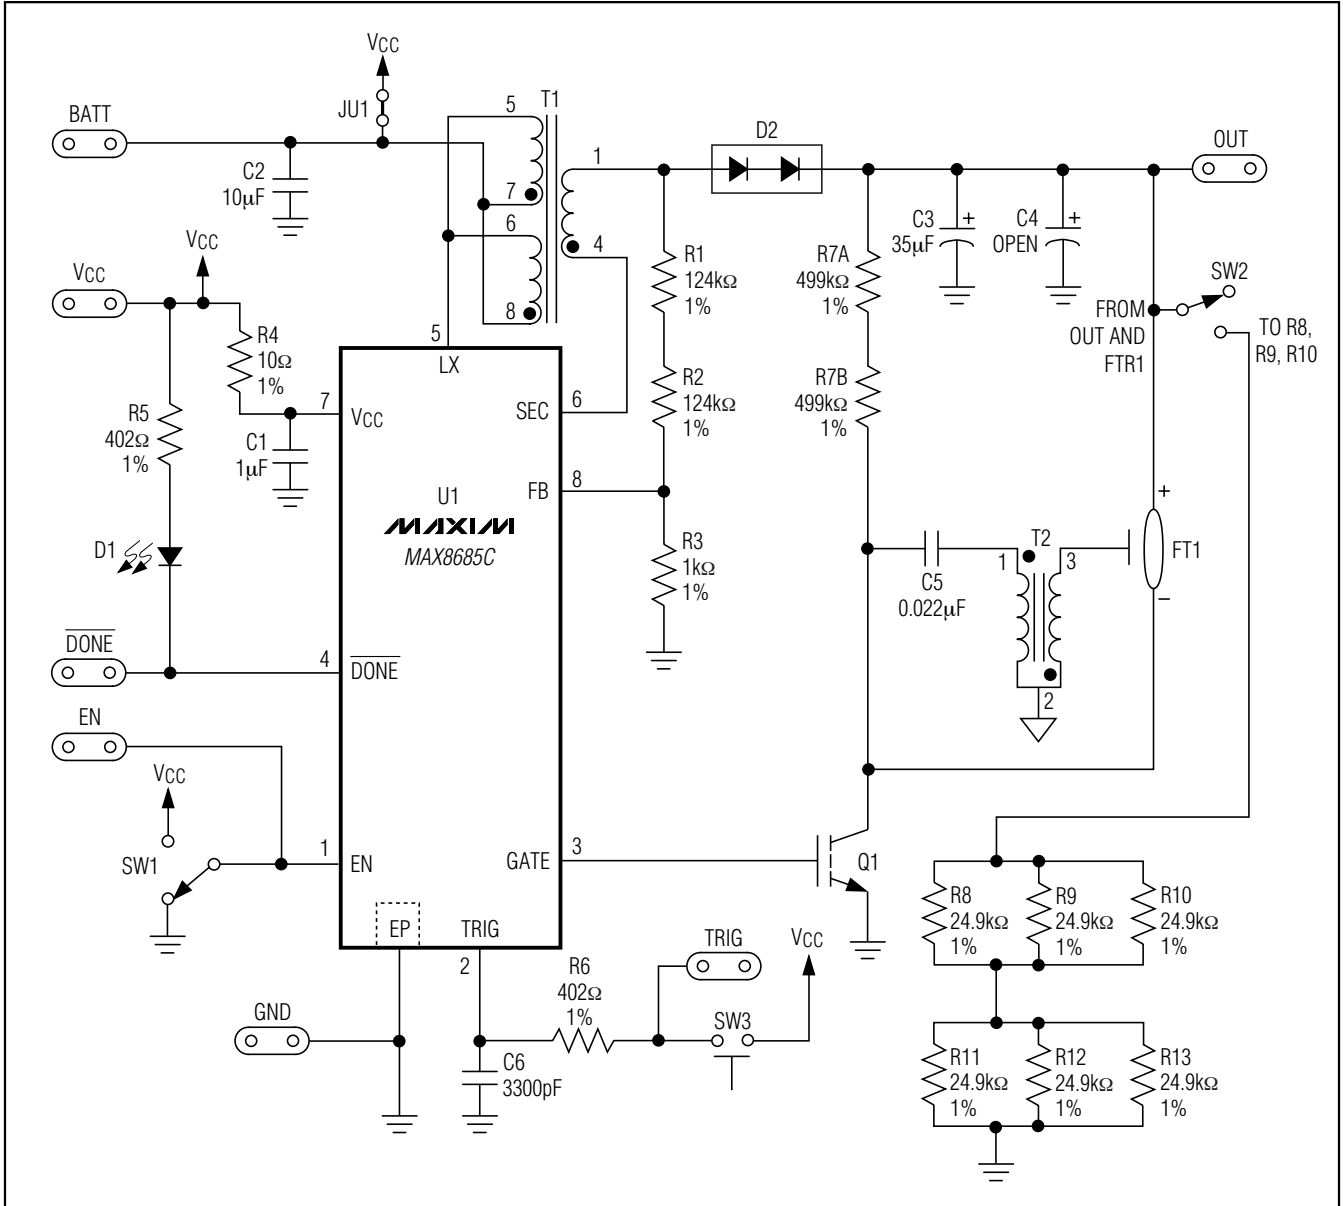 VCC
JU1
BATT
C2
10μF
5
T1
7
6
8
1
4
D2
OUT
C3
35μF
+
C4
OPEN
+
R7A
499kΩ
1%
R1
124kΩ
1%
SW2
FROM
OUT AND
FTR1
TO R8,
R9, R10
VCC
VCC
R4
10Ω
1%
R5
402Ω
1%
C1
1μF
7
VCC
5
LX
SEC
6
R2
124kΩ
1%
R7B
499kΩ
1%
FB
8
U1
MAXIM
MAX8685C
R3
1kΩ
1%
D1
C5
0.022μF
1
T2
3
2
+
FT1
–
DONE
4
DONE
EN
VCC
SW1
1
EN
GATE
3
Q1
EP
TRIG
2
GND
C6
3300pF
R6
402Ω
1%
TRIG
SW3
VCC
R8
24.9kΩ
1%
R9
24.9kΩ
1%
R10
24.9kΩ
1%
R11
24.9kΩ
1%
R12
24.9kΩ
1%
R13
24.9kΩ
1%